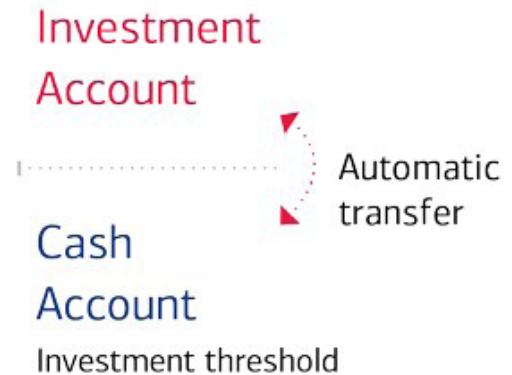 Investment
Account
Automatic
transfer
Cash
Account
Investment threshold